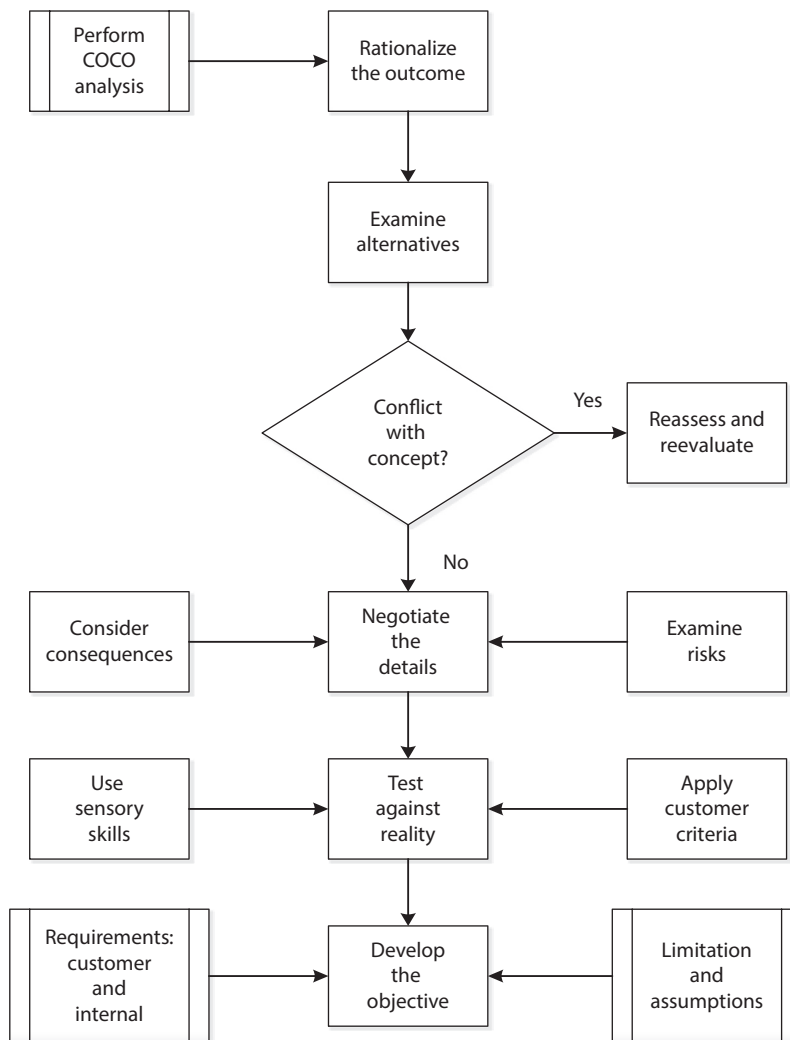 Perform
COCO
analysis
Rationalize
the outcome
Examine
alternatives
Conflict
with
concept?
Yes
Reassess and
reevaluate
No
Consider
consequences
Negotiate
the
details
Examine
risks
Use
sensory
skills
Test
against
reality
Apply
customer
criteria
Requirements:
customer
and
internal
Develop
the
objective
Limitation
and
assumptions